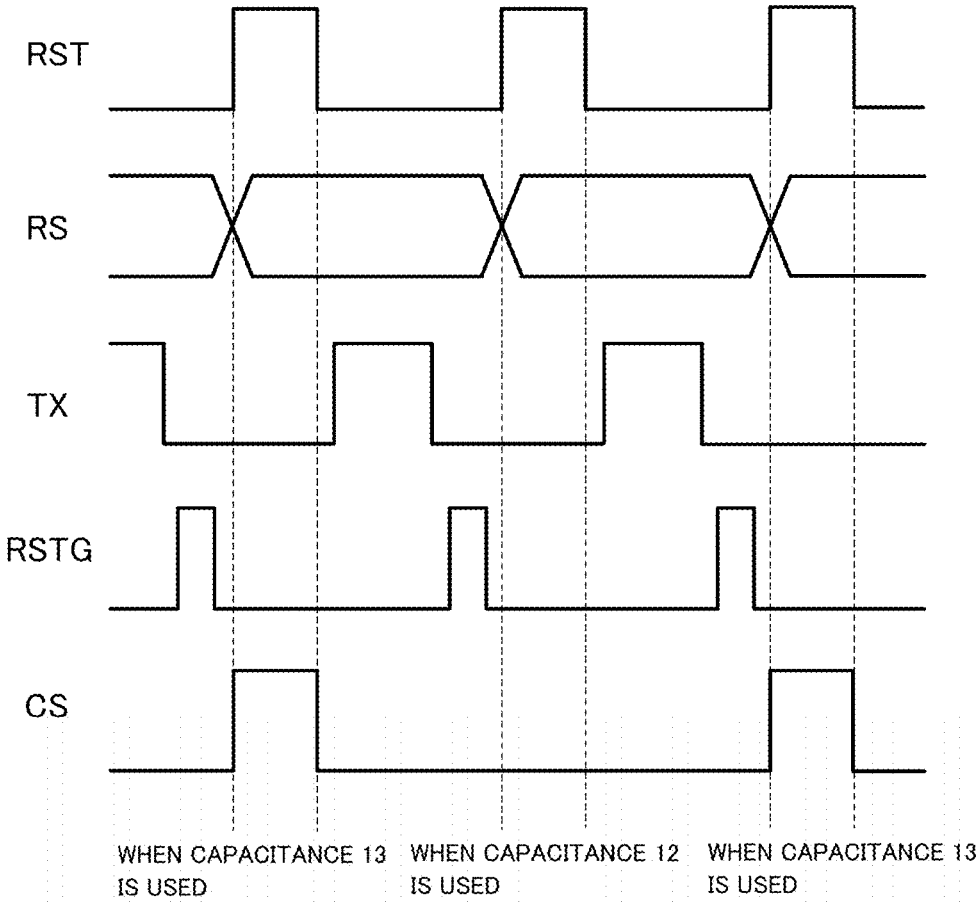 RST
RS
TX
RSTG
CS
WHEN CAPACITANCE 13
IS USED
WHEN CAPACITANCE 12
IS USED
WHEN CAPACITANCE 13
IS USED